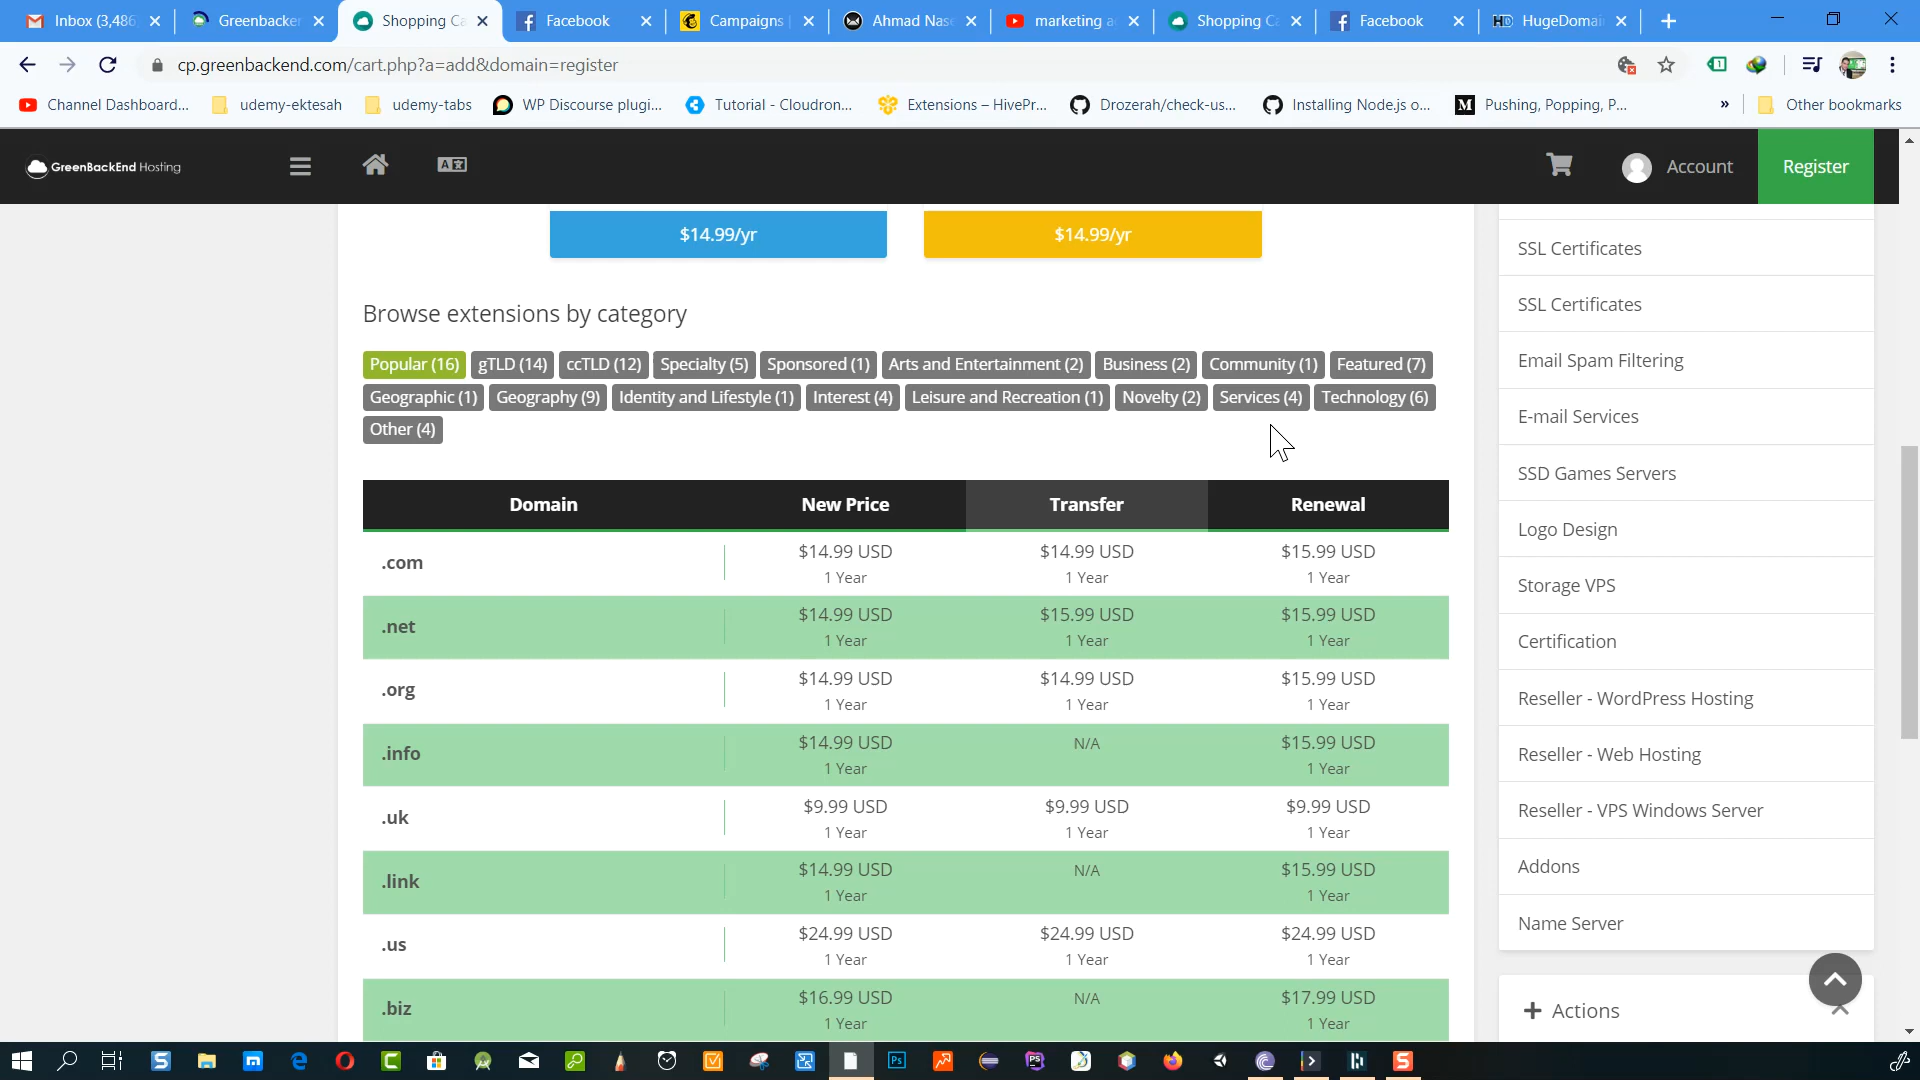 Inbox (3,486
Greenbacker
Shopping Ca
Facebook
Campaigns
Ahmad Nase
marketing a
Shopping Ca
Facebook
HugeDomai
cp.greenbackend.com/cart.php?a=add&domain=register
Channel Dashboard...
udemy-ektesah
udemy-tabs
WP Discourse plugi...
Tutorial - Cloudron...
Extensions – HivePr...
Drozerah/check-us...
Installing Node.js o...
Pushing, Popping, P...
»
Other bookmarks
GreenBackEnd Hosting
Account
Register
$14.99/yr
$14.99/yr
Browse extensions by category
Popular (16) gTLD (14) ccTLD (12) Specialty (5) Sponsored (1) Arts and Entertainment (2) Business (2) Community (1) Featured (7)
Geographic (1) Geography (9) Identity and Lifestyle (1) Interest (4) Leisure and Recreation (1) Novelty (2) Services (4) Technology (6)
Other (4)
Domain New Price Transfer Renewal
.com $14.99 USD $14.99 USD $15.99 USD
1 Year 1 Year 1 Year
.net $14.99 USD $15.99 USD $15.99 USD
1 Year 1 Year 1 Year
.org $14.99 USD $14.99 USD $15.99 USD
1 Year 1 Year 1 Year
.info $14.99 USD N/A $15.99 USD
1 Year 1 Year
.uk $9.99 USD $9.99 USD $9.99 USD
1 Year 1 Year 1 Year
.link $14.99 USD N/A $15.99 USD
1 Year 1 Year
.us $24.99 USD $24.99 USD $24.99 USD
1 Year 1 Year 1 Year
.biz $16.99 USD N/A $17.99 USD
1 Year 1 Year
SSL Certificates
SSL Certificates
Email Spam Filtering
E-mail Services
SSD Games Servers
Logo Design
Storage VPS
Certification
Reseller - WordPress Hosting
Reseller - Web Hosting
Reseller - VPS Windows Server
Addons
Name Server
Actions